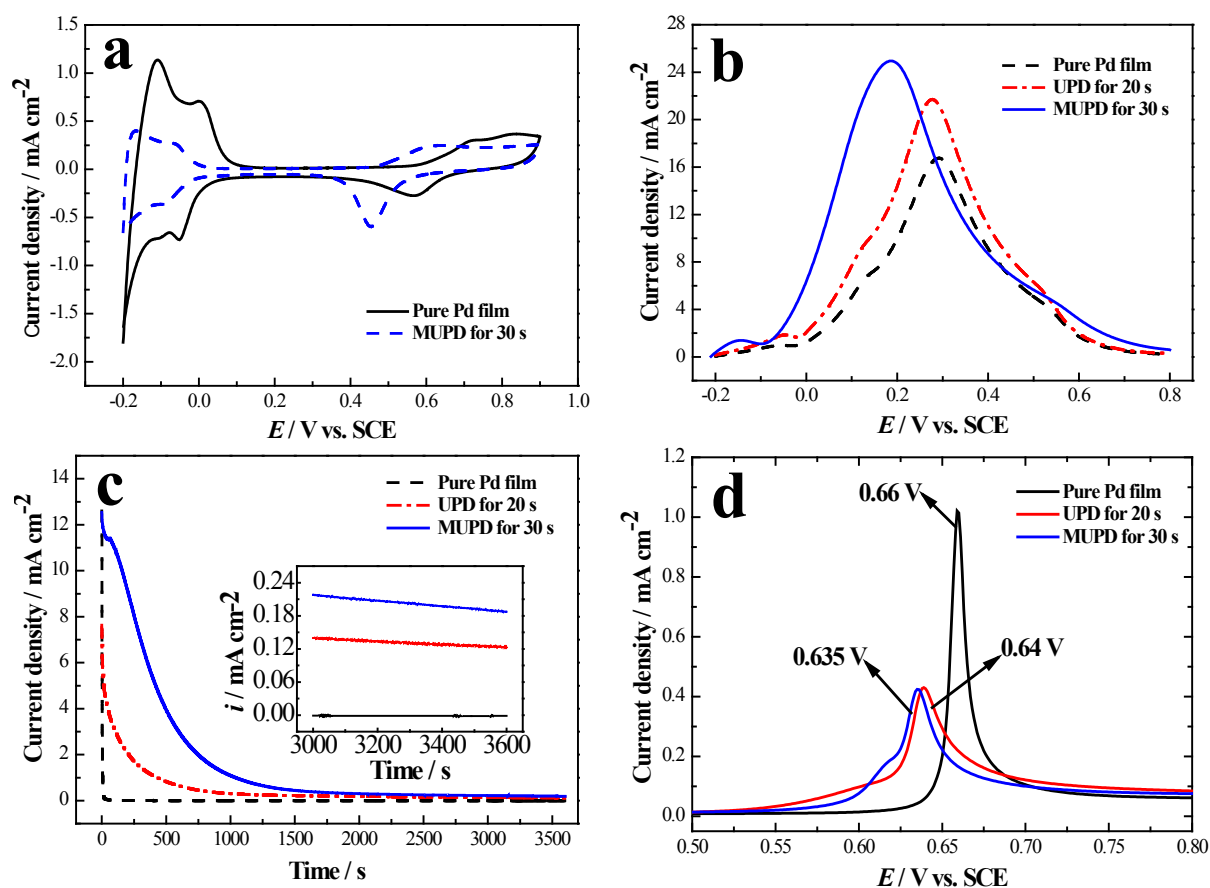 a
Pure Pd film
MUPD for 30 s
1.5
1.0
0.5
0.0
-0.5
-1.0
-1.5
-2.0
Current density / mA cm-2
-0.2 0.0 0.2 0.4 0.6 0.8 1.0
E / V vs. SCE
b
Pure Pd film
UPD for 20 s
MUPD for 30 s
28
24
20
16
12
8
4
0
Current density / mA cm-2
-0.2 0.0 0.2 0.4 0.6 0.8
E / V vs. SCE
c
Pure Pd film
UPD for 20 s
MUPD for 30 s
14
12
10
8
6
4
2
0
Current density / mA cm-2
0 500 1000 1500 2000 2500 3000 3500
Time / s
0.24
0.18
0.12
0.06
0.00
i / mA cm-2
3000 3200 3400 3600
Time / s
d
0.66 V
Pure Pd film
UPD for 20 s
MUPD for 30 s
0.635 V
0.64 V
1.2
1.0
0.8
0.6
0.4
0.2
0.0
Current density / mA cm-2
0.50 0.55 0.60 0.65 0.70 0.75 0.80
E / V vs. SCE